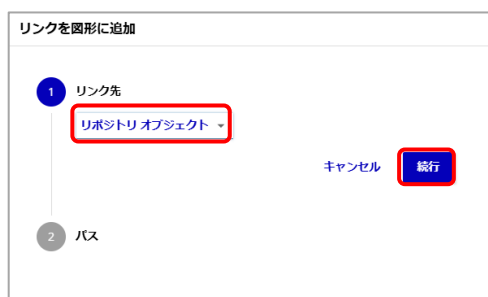 リンクを図形に追加
1 リンク先
リポジトリ オブジェクト
キャンセル 続行
2 パス